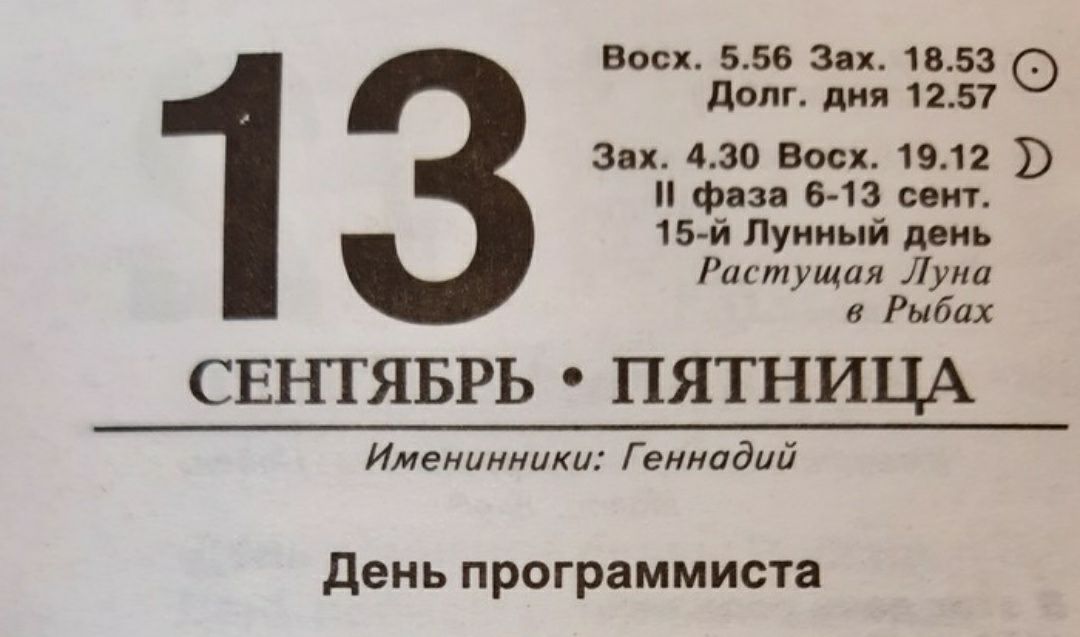 13
Восх. 5.56 Зах. 18.53
Долг. дня 12.57
Зах. 4.30 Восх. 19.12
II фаза 6-13 сент.
15-й Лунный день
Растущая Луна
в Рыбах
СЕНТЯБРЬ • ПЯТНИЦА
Именинники: Геннадий
День программиста